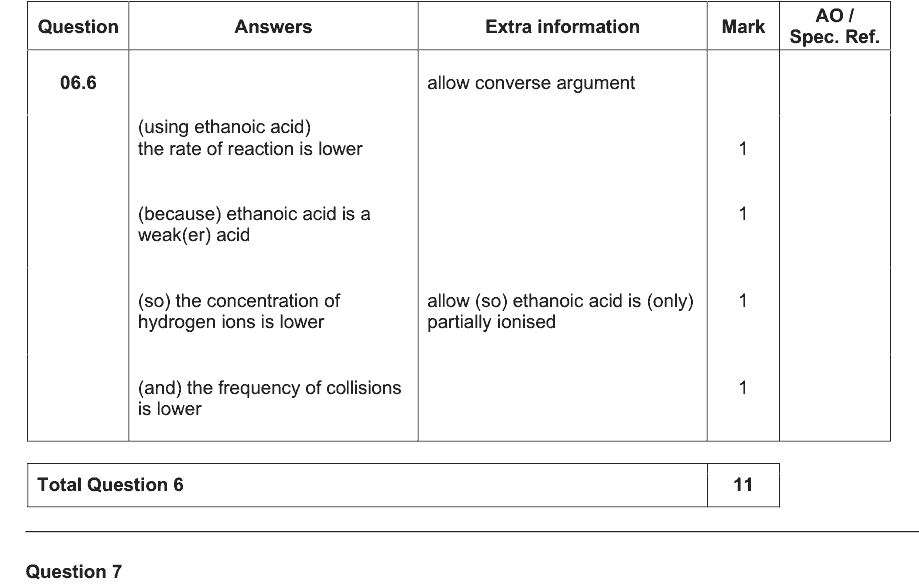 Question Answers Extra information Mark AO /
Spec. Ref.
06.6 allow converse argument
(using ethanoic acid)
the rate of reaction is lower 1
(because) ethanoic acid is a 1
weak(er) acid
(so) the concentration of allow (so) ethanoic acid is (only) 1
hydrogen ions is lower partially ionised
(and) the frequency of collisions 1
is lower
Total Question 6 11
Question 7